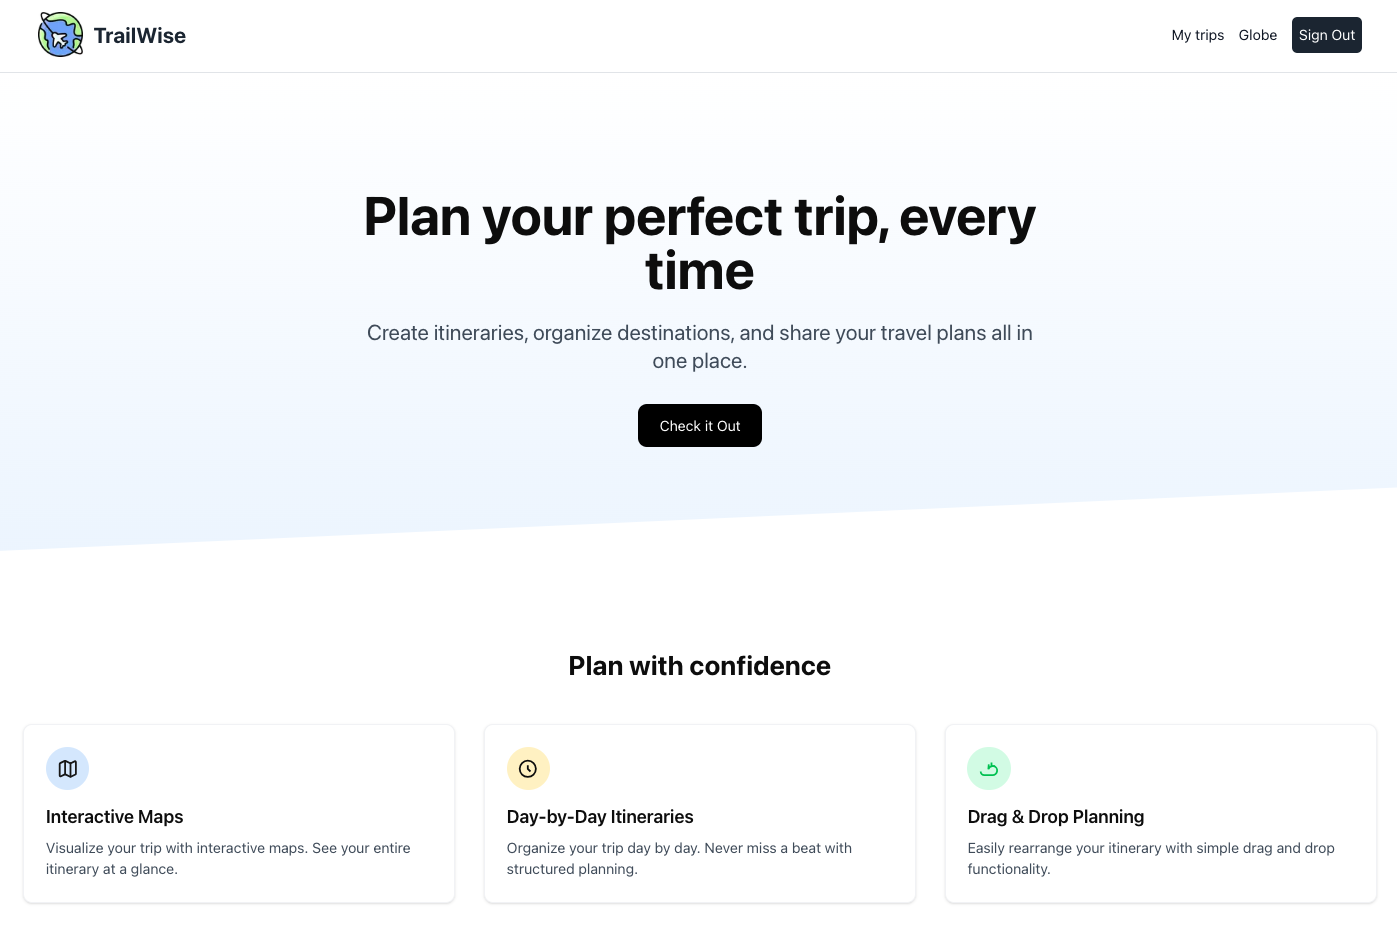 TrailWise
My trips
Globe
Sign Out
Plan your perfect trip, every
time
Create itineraries, organize destinations, and share your travel plans all in
one place.
Check it Out
Plan with confidence
Interactive Maps
Visualize your trip with interactive maps. See your entire
itinerary at a glance.
Day-by-Day Itineraries
Organize your trip day by day. Never miss a beat with
structured planning.
Drag & Drop Planning
Easily rearrange your itinerary with simple drag and drop
functionality.